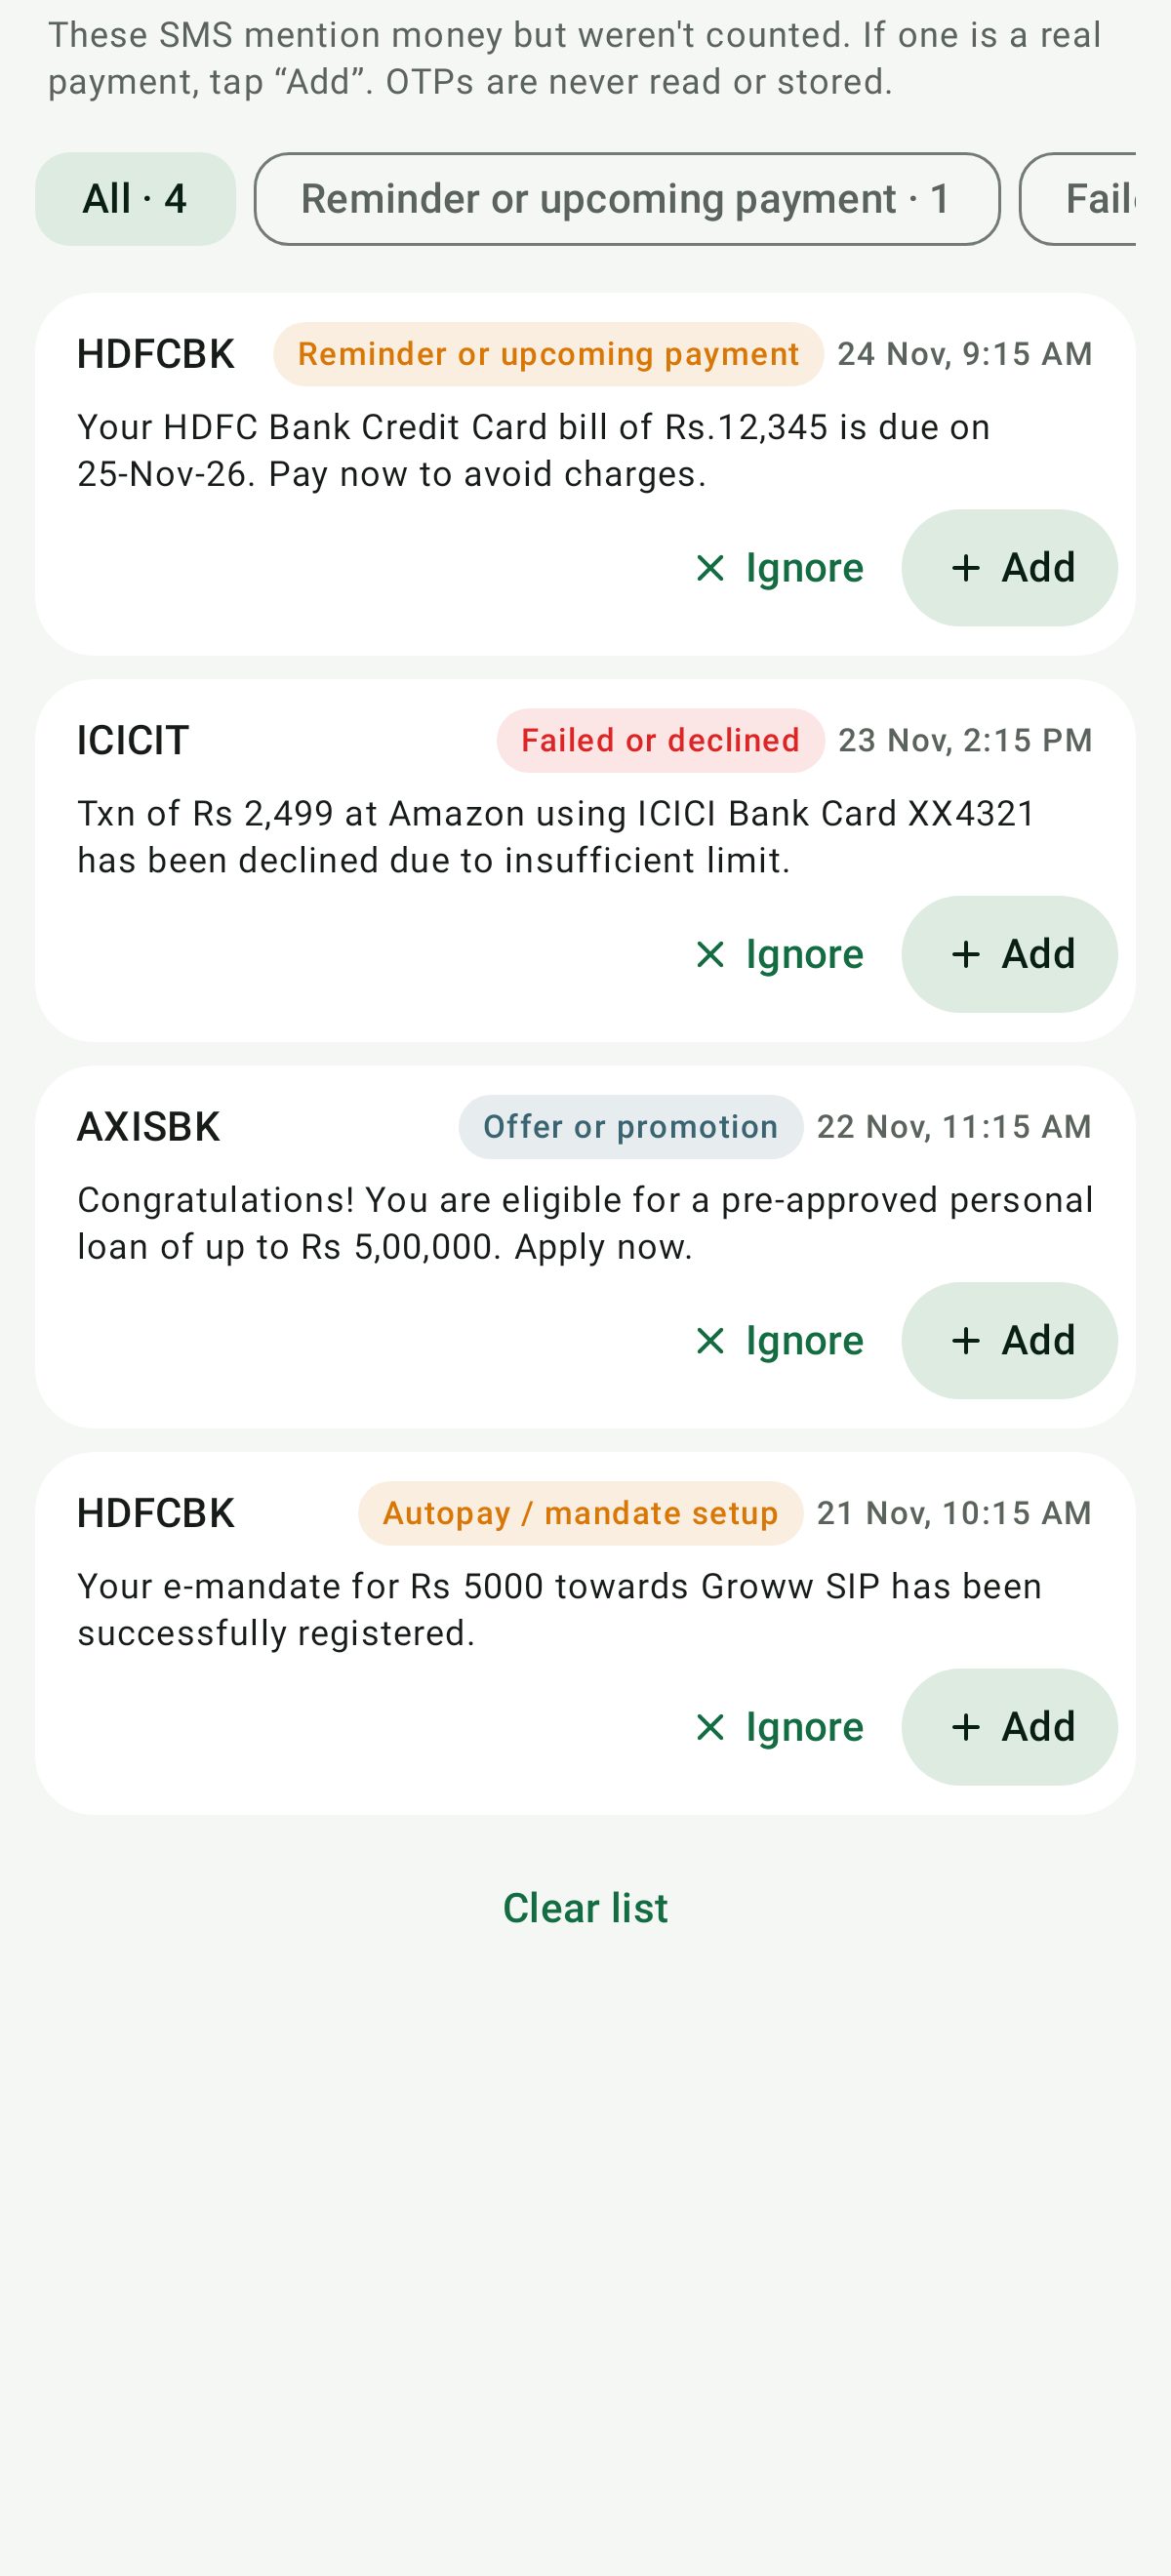 These SMS mention money but weren't counted. If one is a real
payment, tap “Add”. OTPs are never read or stored.
All · 4
Reminder or upcoming payment · 1
HDFCBK
Reminder or upcoming payment
24 Nov, 9:15 AM
Your HDFC Bank Credit Card bill of Rs.12,345 is due on
25-Nov-26. Pay now to avoid charges.
Ignore
+ Add
ICICIT
Failed or declined
23 Nov, 2:15 PM
Txn of Rs 2,499 at Amazon using ICICI Bank Card XX4321
has been declined due to insufficient limit.
Ignore
+ Add
AXISBK
Offer or promotion
22 Nov, 11:15 AM
Congratulations! You are eligible for a pre-approved personal
loan of up to Rs 5,00,000. Apply now.
Ignore
+ Add
HDFCBK
Autopay / mandate setup
21 Nov, 10:15 AM
Your e-mandate for Rs 5000 towards Groww SIP has been
successfully registered.
Ignore
+ Add
Clear list